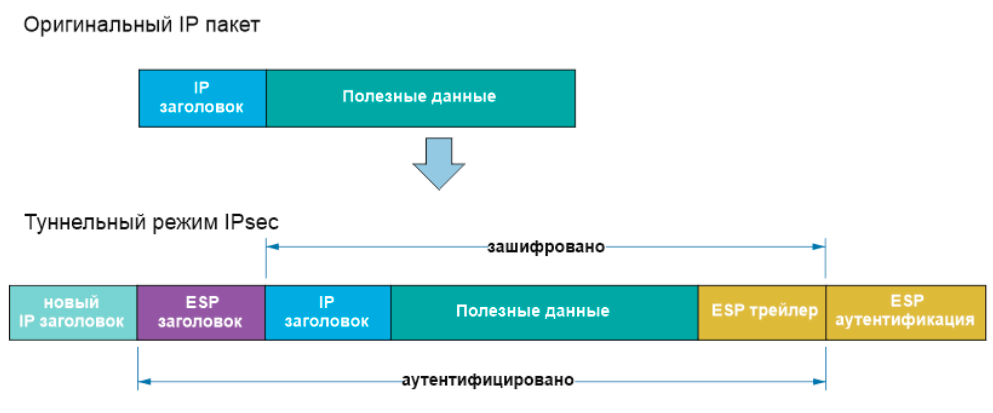 Оригинальный IP пакет
IP
заголовок
Полезные данные
Туннельный режим IPsec
зашифровано
новый
IP заголовок
ESP
заголовок
IP
заголовок
Полезные данные
ESP трейлер
ESP
аутентификация
аутентифицировано